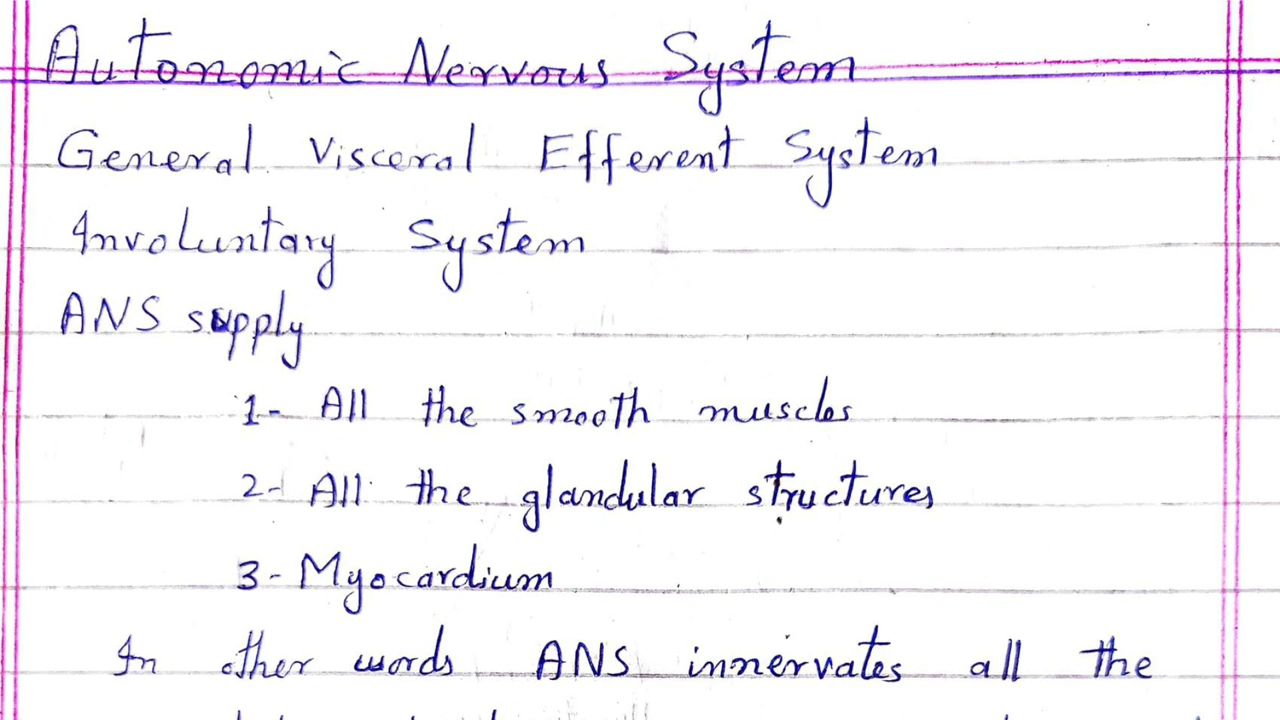 Autonomic Nervous System
General Visceral Efferent System
Involuntary System
ANS supply
1- All the smooth muscles
2- All the glandular structures
3- Myocardium
In other words ANS innervates all the